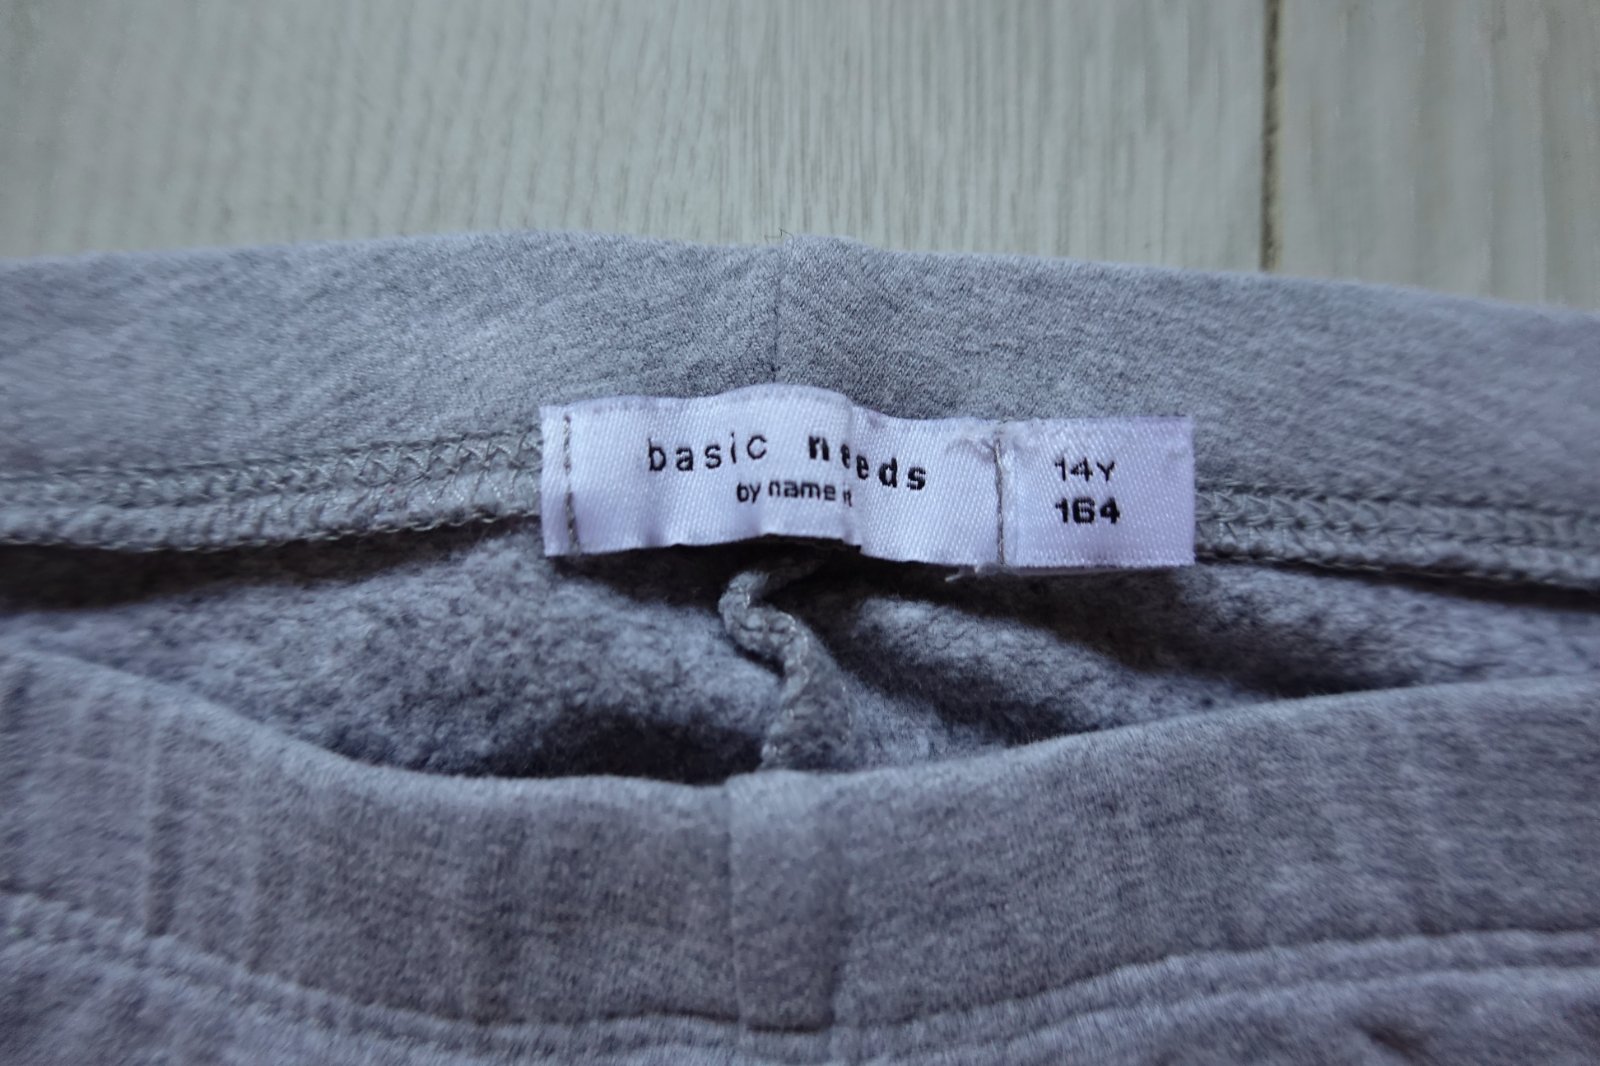 basic needs
by name it
14Y
164